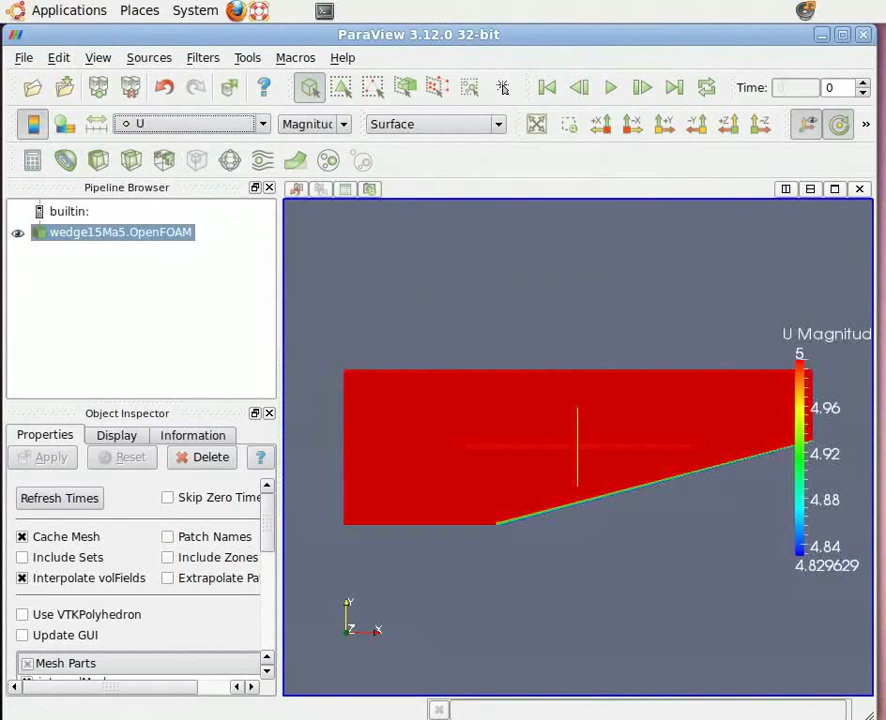 Applications Places System
ParaView 3.12.0 32-bit
File Edit View Sources Filters Tools Macros Help
Time: 0 0
U Magnituc Surface »
Pipeline Browser
builtin:
wedge15Ma5.OpenFOAM
Object Inspector
Properties Display Information
Apply Reset Delete ?
Refresh Times Skip Zero Time
Cache Mesh Patch Names
Include Sets Include Zones
Interpolate volFields Extrapolate Pa
Use VTKPolyhedron
Update GUI
Mesh Parts
U Magnitud
5
4.96
4.92
4.88
4.84
4.829629
Y
Z X